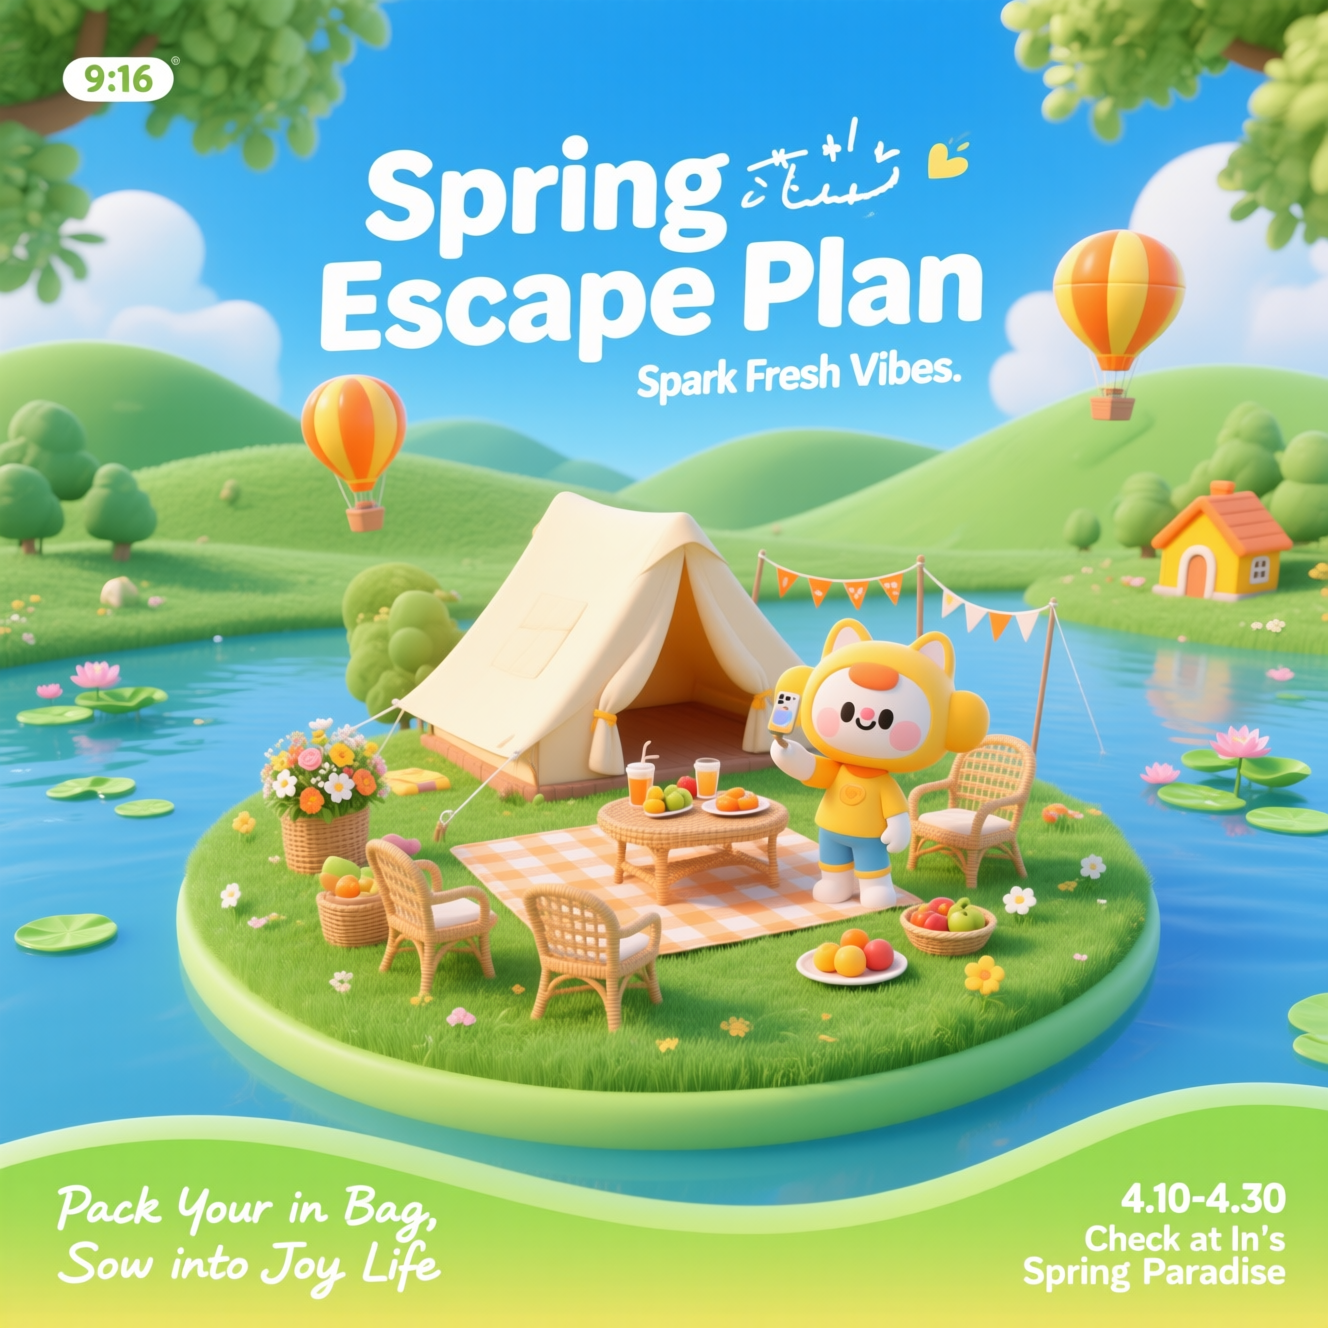 9:16®
Spring
Escape Plan
Spark Fresh Vibes.
Pack Your in Bag,
Sow into Joy Life
4.10-4.30
Check at In's
Spring Paradise